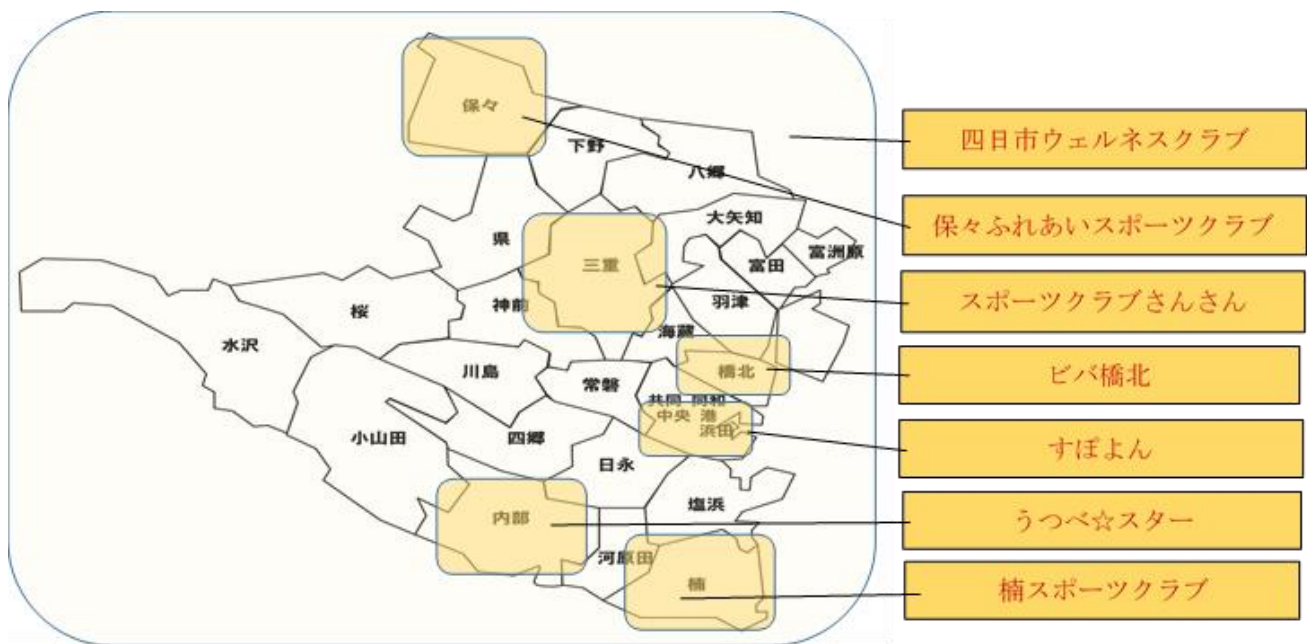 保々
下野
八郷
大矢知
県
三重
富田
富洲原
羽津
桜
神前
海蔵
水沢
川島
常磐
橋北
共同 同和
中央 港
浜田
小山田
四郷
日永
塩浜
内部
河原田
楠
四日市ウェルネスクラブ
保々ふれあいスポーツクラブ
スポーツクラブさんさん
ビバ橋北
すぽよん
うつべ☆スター
楠スポーツクラブ